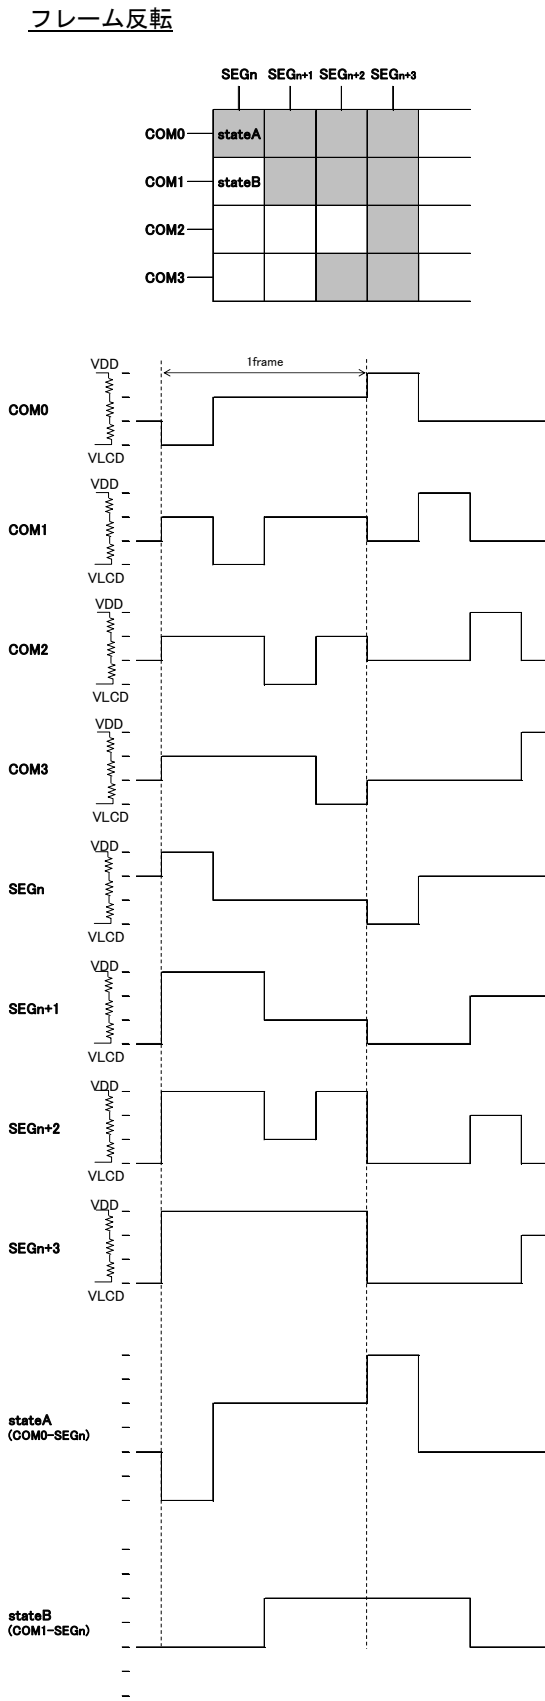 フレーム反転
SEGn SEGn+1 SEGn+2 SEGn+3
COM0 stateA
COM1 stateB
COM2
COM3
1frame
VDD
COM0
VLCD
VDD
COM1
VLCD
VDD
COM2
VLCD
VDD
COM3
VLCD
VDD
SEGn
VLCD
VDD
SEGn+1
VLCD
VDD
SEGn+2
VLCD
VDD
SEGn+3
VLCD
stateA
(COM0-SEGn)
stateB
(COM1-SEGn)